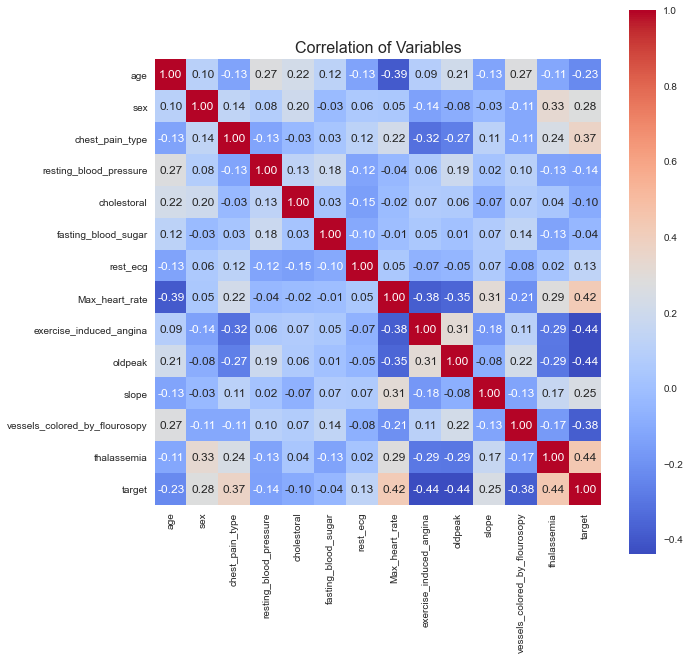 Correlation of Variables
age 1.00 0.10 -0.13 0.27 0.22 0.12 -0.13 -0.39 0.09 0.21 -0.13 0.27 -0.11 -0.23
sex 0.10 1.00 0.14 0.08 0.20 -0.03 0.06 0.05 -0.14 -0.08 -0.03 -0.11 0.33 0.28
chest_pain_type -0.13 0.14 1.00 -0.13 -0.03 0.03 0.12 0.22 -0.32 -0.27 0.11 -0.11 0.24 0.37
resting_blood_pressure 0.27 0.08 -0.13 1.00 0.13 0.18 -0.12 -0.04 0.06 0.19 0.02 0.10 -0.13 -0.14
cholestoral 0.22 0.20 -0.03 0.13 1.00 0.03 -0.15 -0.02 0.07 0.06 -0.07 0.07 0.04 -0.10
fasting_blood_sugar 0.12 -0.03 0.03 0.18 0.03 1.00 -0.10 -0.01 0.05 0.01 0.07 0.14 -0.13 -0.04
rest_ecg -0.13 0.06 0.12 -0.12 -0.15 -0.10 1.00 0.05 -0.07 -0.05 0.07 -0.08 0.02 0.13
Max_heart_rate -0.39 0.05 0.22 -0.04 -0.02 -0.01 0.05 1.00 -0.38 -0.35 0.31 -0.21 0.29 0.42
exercise_induced_angina 0.09 -0.14 -0.32 0.06 0.07 0.05 -0.07 -0.38 1.00 0.31 -0.18 0.11 -0.29 -0.44
oldpeak 0.21 -0.08 -0.27 0.19 0.06 0.01 -0.05 -0.35 0.31 1.00 -0.08 0.22 -0.29 -0.44
slope -0.13 -0.03 0.11 0.02 -0.07 0.07 0.07 0.31 -0.18 -0.08 1.00 -0.13 0.17 0.25
vessels_colored_by_flourosopy 0.27 -0.11 -0.11 0.10 0.07 0.14 -0.08 -0.21 0.11 0.22 -0.13 1.00 -0.17 -0.38
thalassemia -0.11 0.33 0.24 -0.13 0.04 -0.13 0.02 0.29 -0.29 -0.29 0.17 -0.17 1.00 0.44
target -0.23 0.28 0.37 -0.14 -0.10 -0.04 0.13 0.42 -0.44 -0.44 0.25 -0.38 0.44 1.00
age
sex
chest_pain_type
resting_blood_pressure
cholestoral
fasting_blood_sugar
rest_ecg
Max_heart_rate
exercise_induced_angina
oldpeak
slope
vessels_colored_by_flourosopy
thalassemia
target
1.0
0.8
0.6
0.4
0.2
0.0
−0.2
−0.4